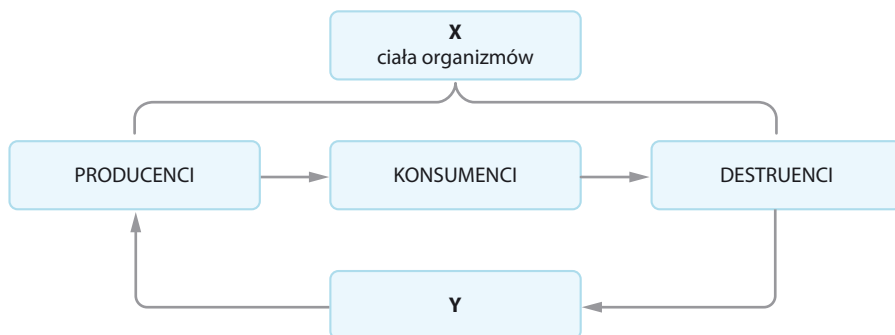 X
ciała organizmów
PRODUCENCI
KONSUMENCI
DESTRUENCI
Y